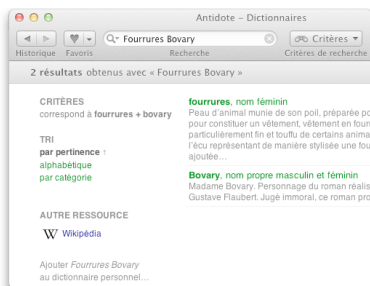 Antidote – Dictionnaires
Fourrures Bovary
Critères
Historique Favoris Recherche Critères de recherche
2 résultats obtenus avec « Fourrures Bovary »
CRITÈRES
correspond à fourrures + bovary
TRI
par pertinence ↑
alphabétique
par catégorie
AUTRE RESSOURCE
W Wikipédia
Ajouter Fourrures Bovary
au dictionnaire personnel…
fourrures, nom féminin
Peau d'animal munie de son poil, préparée po
pour constituer un vêtement, vêtement en four
particulièrement fin et touffu de certains anima
l'écu représentant de manière stylisée une fou
ajoutée…
Bovary, nom propre masculin et féminin
Madame Bovary. Personnage du roman réalis
Gustave Flaubert. Jugé immoral, ce roman pro